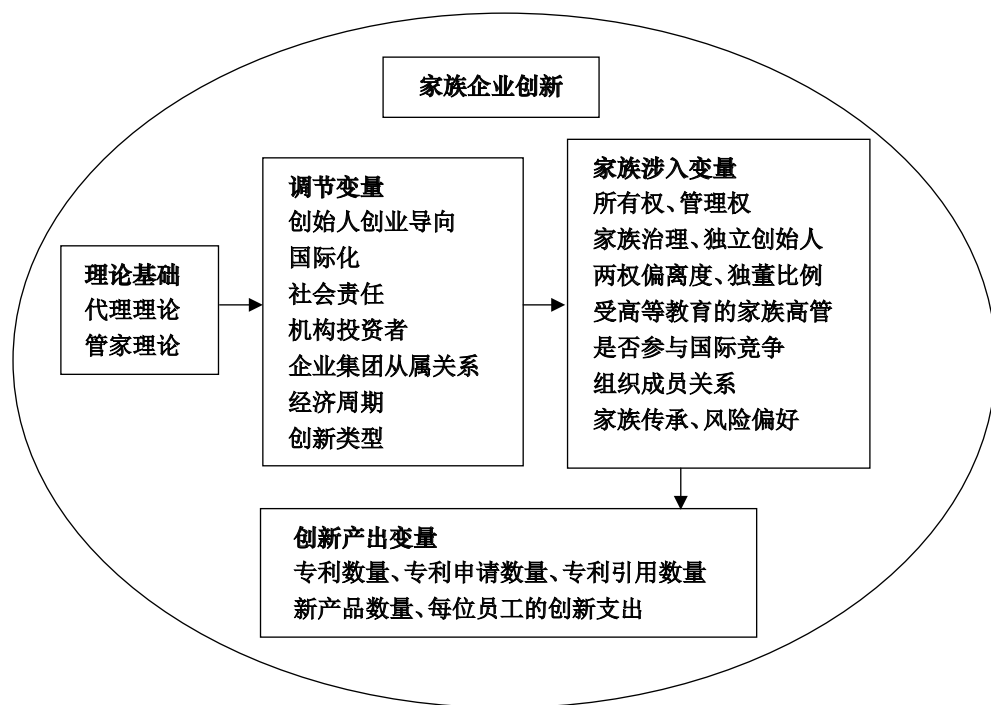 家族企业创新
理论基础
代理理论
管家理论
调节变量
创始人创业导向
国际化
社会责任
机构投资者
企业集团从属关系
经济周期
创新类型
家族涉入变量
所有权、管理权
家族治理、独立创始人
两权偏离度、独董比例
受高等教育的家族高管
是否参与国际竞争
组织成员关系
家族传承、风险偏好
创新产出变量
专利数量、专利申请数量、专利引用数量
新产品数量、每位员工的创新支出